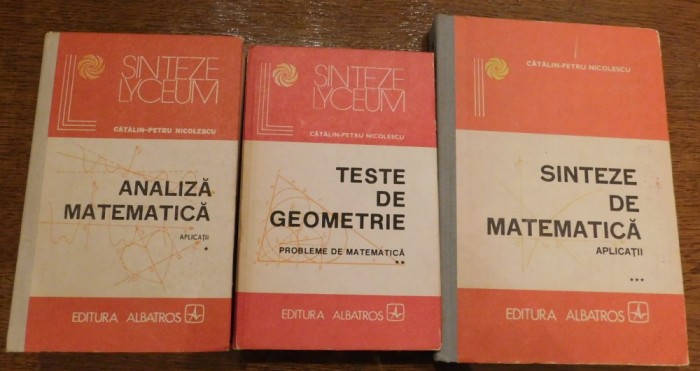 SINTEZE
LYCEUM
CĂTĂLIN-PETRU NICOLESCU
ANALIZĂ
MATEMATICĂ
APLICAȚII
*
EDITURA ALBATROS
SINTEZE
LYCEUM
CĂTĂLIN-PETRU NICOLESCU
TESTE
DE
GEOMETRIE
PROBLEME DE MATEMATICĂ
**
EDITURA ALBATROS
CĂTĂLIN-PETRU NICOLESCU
SINTEZE
DE
MATEMATICĂ
APLICAȚII
***
EDITURA ALBATROS